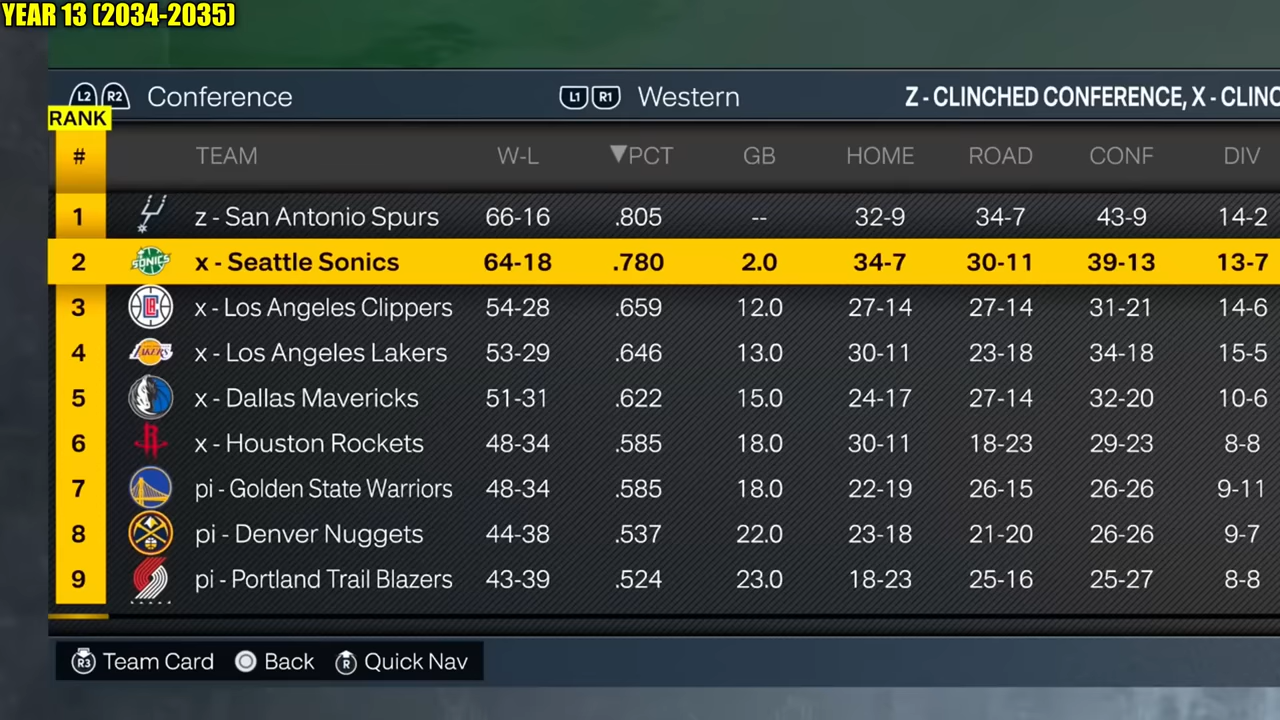 YEAR 13 (2034-2035)
L2 R2 Conference L1 R1 Western Z - CLINCHED CONFERENCE, X - CLINC
RANK
# TEAM W-L ▼PCT GB HOME ROAD CONF DIV
1 z - San Antonio Spurs 66-16 .805 -- 32-9 34-7 43-9 14-2
2 SONICS x - Seattle Sonics 64-18 .780 2.0 34-7 30-11 39-13 13-7
3 x - Los Angeles Clippers 54-28 .659 12.0 27-14 27-14 31-21 14-6
4 LAKERS x - Los Angeles Lakers 53-29 .646 13.0 30-11 23-18 34-18 15-5
5 x - Dallas Mavericks 51-31 .622 15.0 24-17 27-14 32-20 10-6
6 x - Houston Rockets 48-34 .585 18.0 30-11 18-23 29-23 8-8
7 pi - Golden State Warriors 48-34 .585 18.0 22-19 26-15 26-26 9-11
8 pi - Denver Nuggets 44-38 .537 22.0 23-18 21-20 26-26 9-7
9 pi - Portland Trail Blazers 43-39 .524 23.0 18-23 25-16 25-27 8-8
R3 Team Card Back R Quick Nav